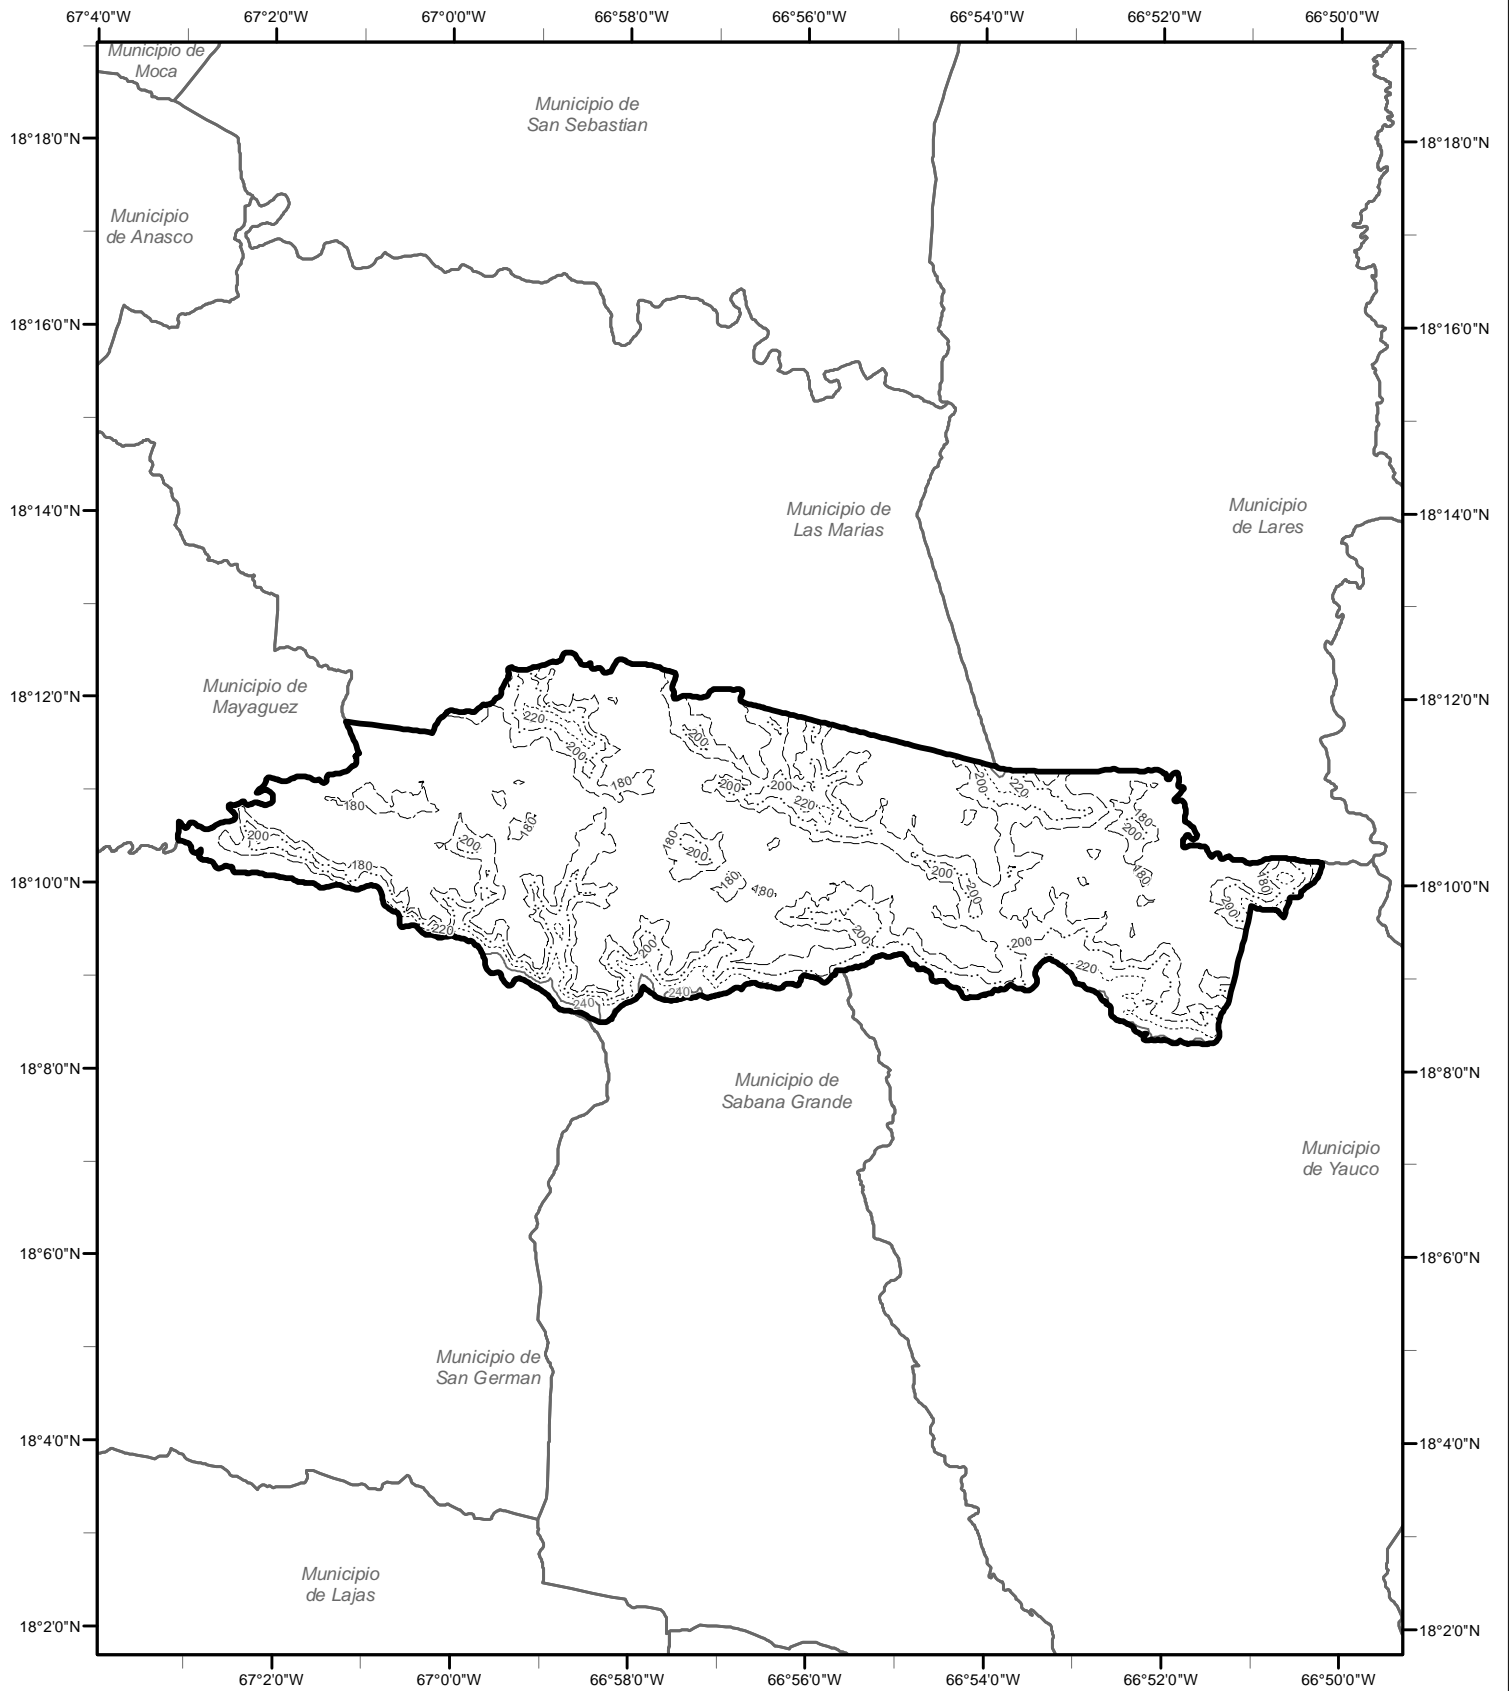 67°4'0"W
67°2'0"W
67°0'0"W
66°58'0"W
66°56'0"W
66°54'0"W
66°52'0"W
66°50'0"W
Municipio de
Moca
Municipio de
San Sebastian
18°18'0"N
18°18'0"N
Municipio
de Anasco
18°16'0"N
18°16'0"N
Municipio de
Las Marias
Municipio
de Lares
18°14'0"N
18°14'0"N
Municipio de
Mayaguez
18°12'0"N
18°12'0"N
220
200
200
180
200
200
220
200
220
180
180
200
200
180
200
180
180
200
180
200
180
480
200
200
180
180
200
18°10'0"N
18°10'0"N
220
200
200
200
220
240
240
18°8'0"N
18°8'0"N
Municipio de
Sabana Grande
Municipio
de Yauco
18°6'0"N
18°6'0"N
Municipio de
San German
18°4'0"N
18°4'0"N
Municipio
de Lajas
18°2'0"N
18°2'0"N
67°2'0"W
67°0'0"W
66°58'0"W
66°56'0"W
66°54'0"W
66°52'0"W
66°50'0"W